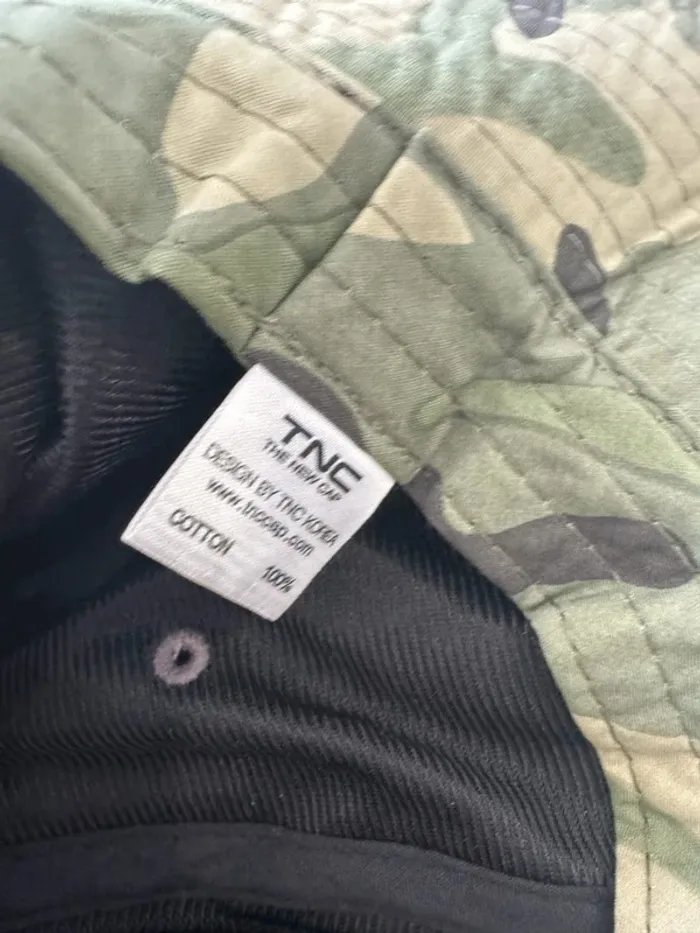 TNC
THE NEW CAP
DESIGN BY TNC KOREA
www.tnccap.com
COTTON 100%